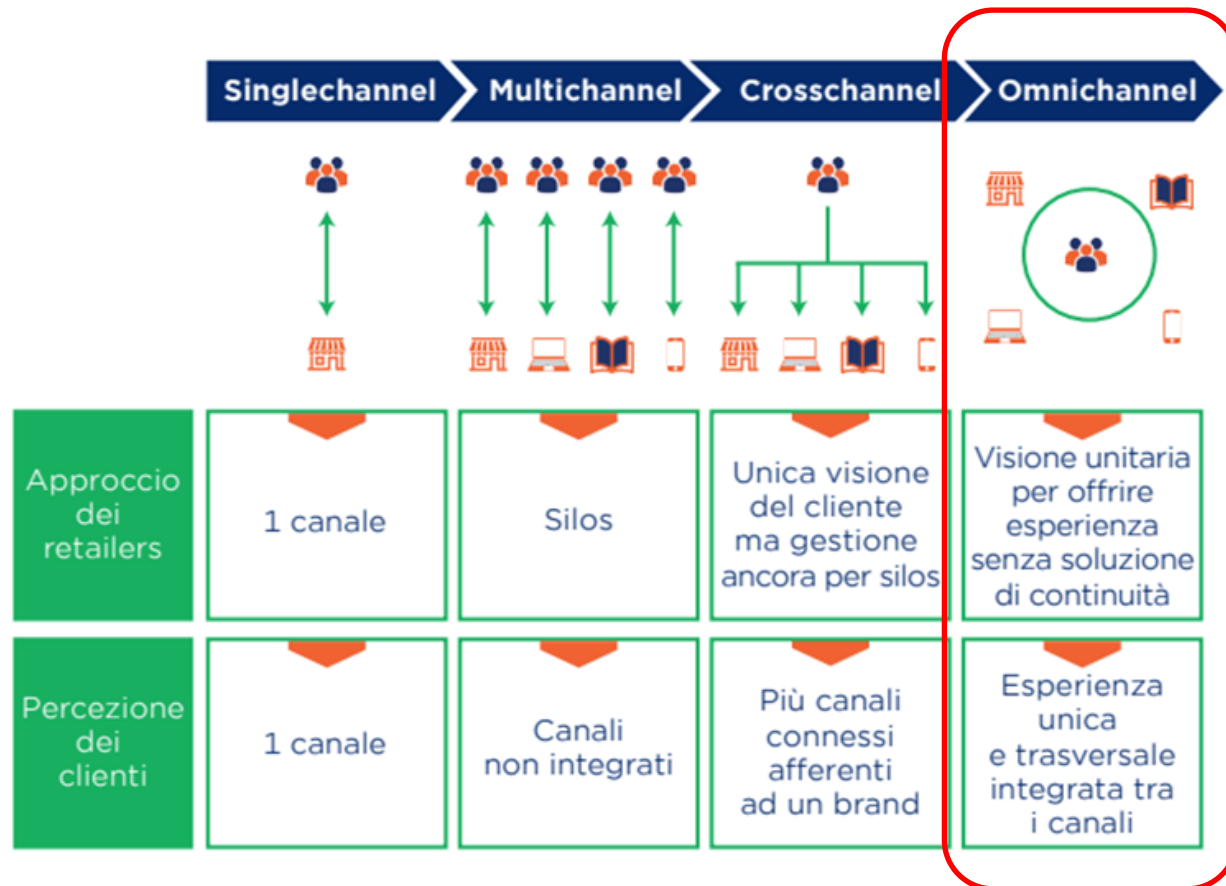 Singlechannel
Multichannel
Crosschannel
Omnichannel
Approccio
dei
retailers
1 canale
Silos
Unica visione
del cliente
ma gestione
ancora per silos
Visione unitaria
per offrire
esperienza
senza soluzione
di continuità
Percezione
dei
clienti
1 canale
Canali
non integrati
Più canali
connessi
afferenti
ad un brand
Esperienza
unica
e trasversale
integrata tra
i canali